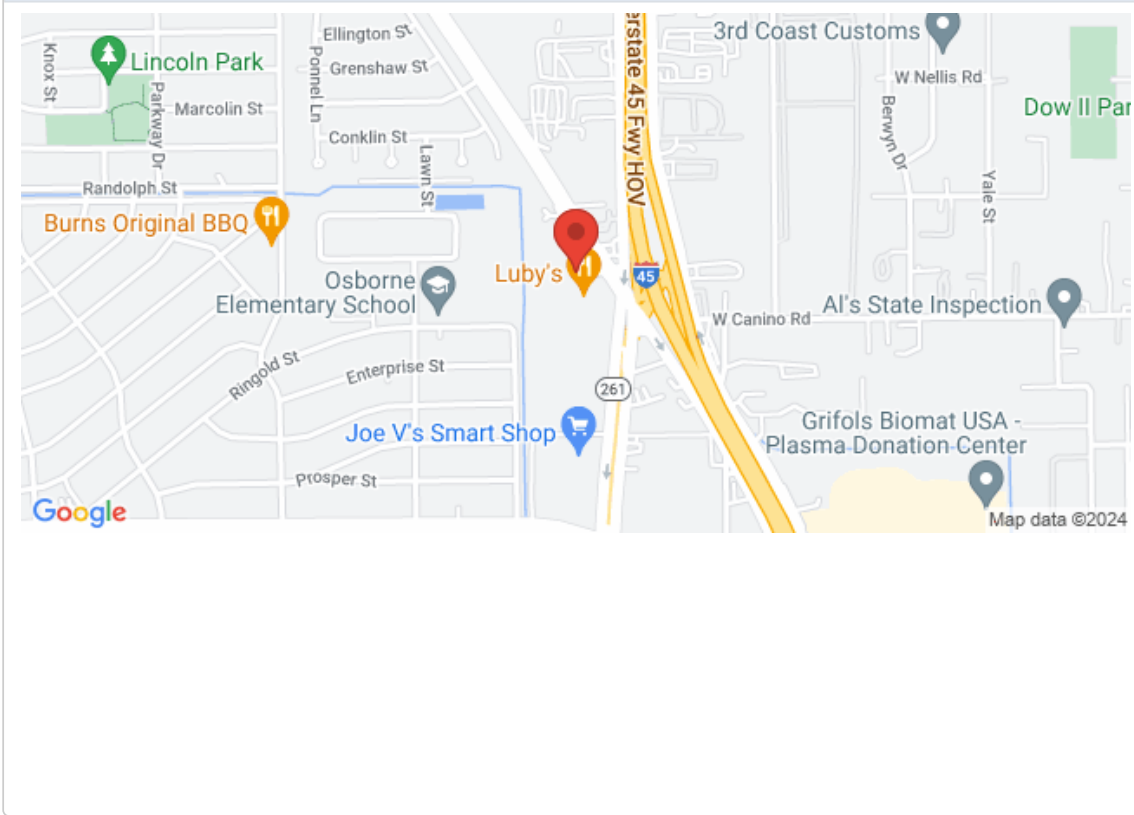 Ellington St
3rd Coast Customs
Knox St
Ponnel Ln
Lincoln Park
Grenshaw St
erstate 45 Fwy HOV
W Nellis Rd
Parkway Dr
Marcolin St
Berwyn Dr
Dow II Par
Conklin St
Lawn St
Randolph St
Yale St
Burns Original BBQ
Luby's
45
Osborne
Elementary School
Al's State Inspection
W Canino Rd
Ringold St
Enterprise St
261
Joe V's Smart Shop
Grifols Biomat USA -
Plasma Donation Center
Prosper St
Google
Map data ©2024